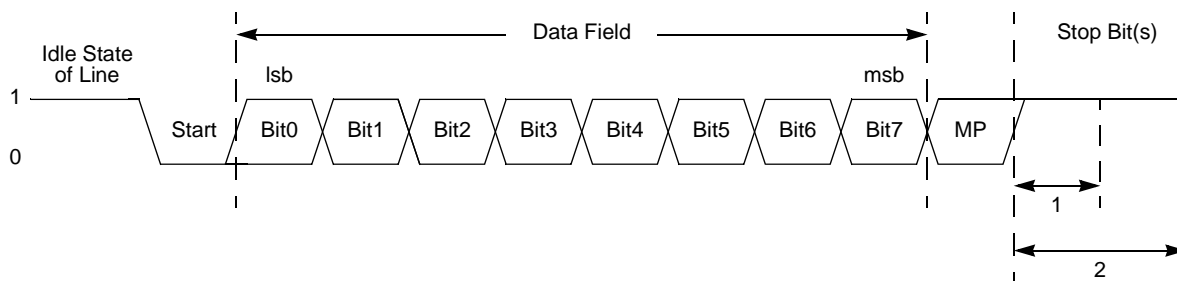 Data Field
Stop Bit(s)
Idle State
of Line
lsb
msb
1
Start
Bit0
Bit1
Bit2
Bit3
Bit4
Bit5
Bit6
Bit7
MP
0
1
2